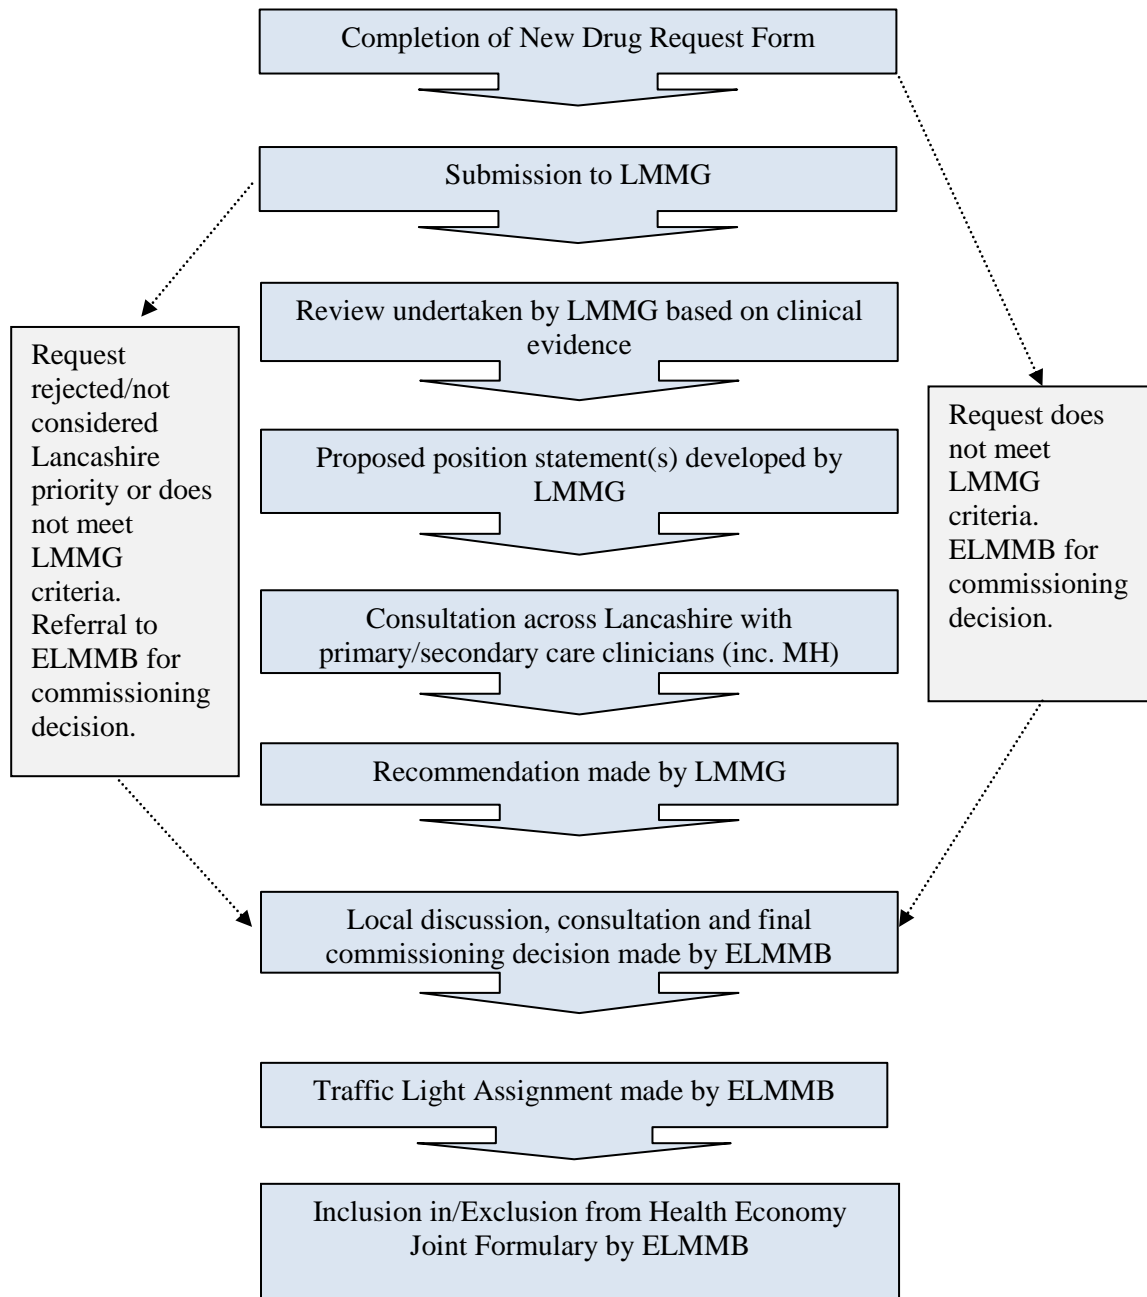 Completion of New Drug Request Form
Submission to LMMG
Review undertaken by LMMG based on clinical
evidence
Request
rejected/not
considered
Lancashire
priority or does
not meet
LMMG
criteria.
Referral to
ELMMB for
commissioning
decision.
Request does
not meet
LMMG
criteria.
ELMMB for
commissioning
decision.
Proposed position statement(s) developed by
LMMG
Consultation across Lancashire with
primary/secondary care clinicians (inc. MH)
Recommendation made by LMMG
Local discussion, consultation and final
commissioning decision made by ELMMB
Traffic Light Assignment made by ELMMB
Inclusion in/Exclusion from Health Economy
Joint Formulary by ELMMB